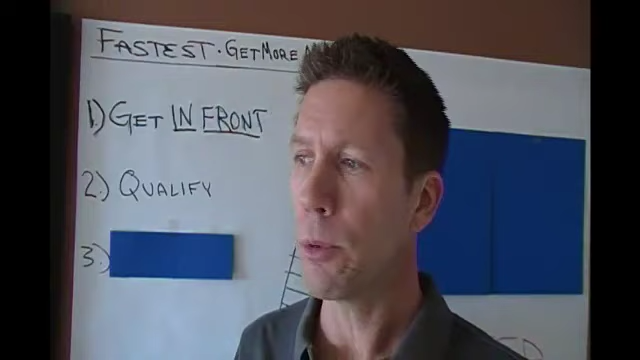 FASTEST · GET MORE
1) GET IN FRONT
2.) QUALIFY
3.)